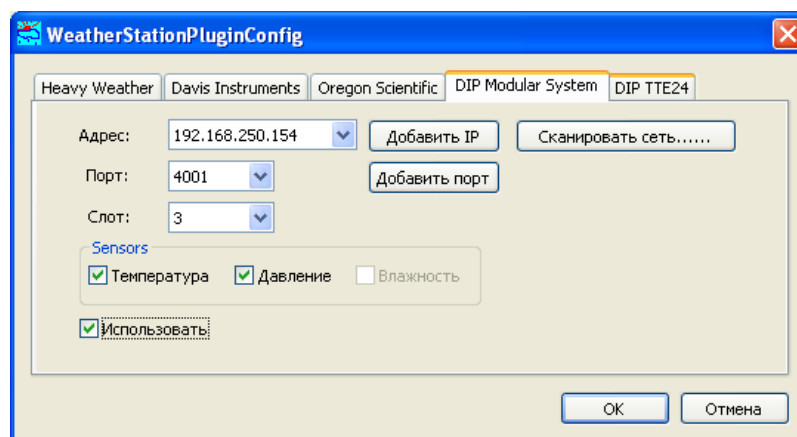 WeatherStationPluginConfig
Heavy Weather Davis Instruments Oregon Scientific DIP Modular System DIP TTE24
Адрес: 192.168.250.154 Добавить IP Сканировать сеть......
Порт: 4001 Добавить порт
Слот: 3
Sensors
Температура Давление Влажность
Использовать
OK Отмена